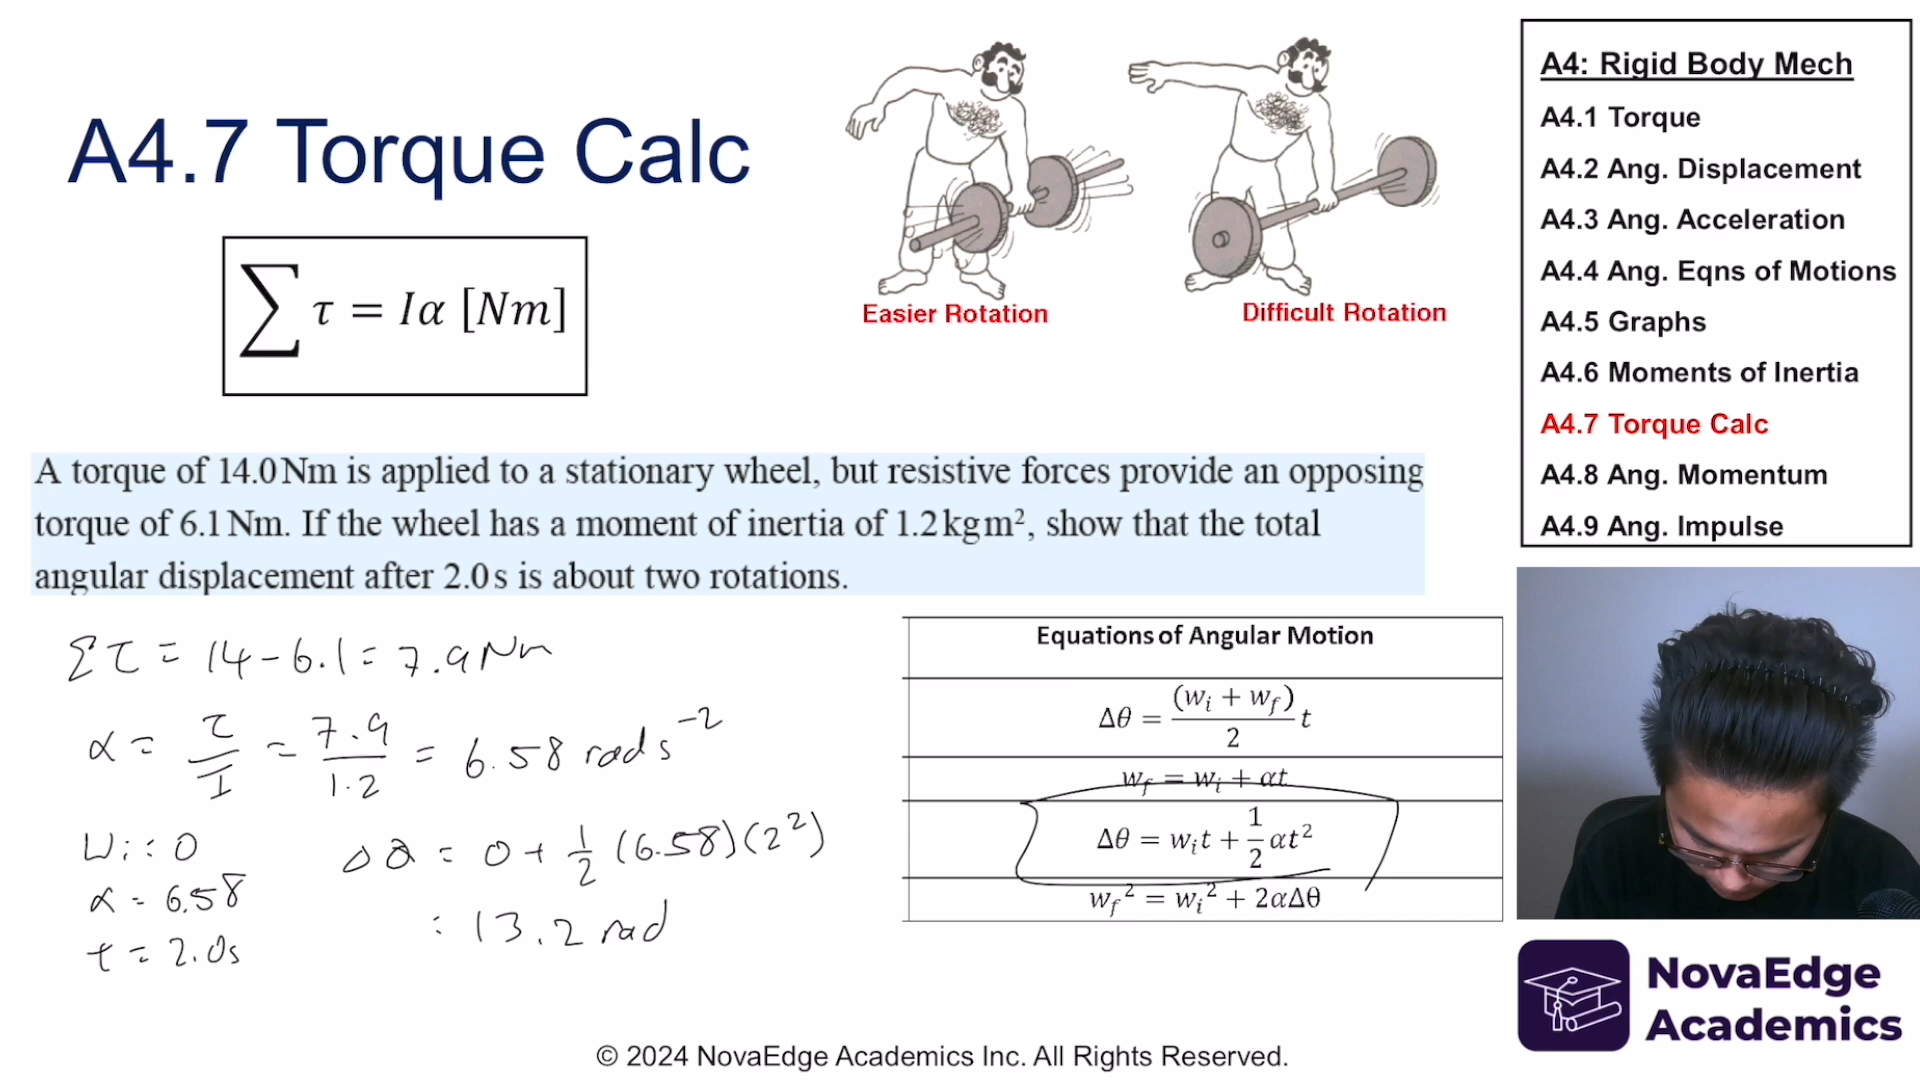 A4.7 Torque Calc
∑ τ = Iα [Nm]
Easier Rotation
Difficult Rotation
A4: Rigid Body Mech
A4.1 Torque
A4.2 Ang. Displacement
A4.3 Ang. Acceleration
A4.4 Ang. Eqns of Motions
A4.5 Graphs
A4.6 Moments of Inertia
A4.7 Torque Calc
A4.8 Ang. Momentum
A4.9 Ang. Impulse
A torque of 14.0 Nm is applied to a stationary wheel, but resistive forces provide an opposing
torque of 6.1 Nm. If the wheel has a moment of inertia of 1.2 kg m², show that the total
angular displacement after 2.0 s is about two rotations.
Στ = 14 - 6.1 = 7.9 Nm
α = τ/I = 7.9/1.2 = 6.58 rad s⁻²
Wi = 0
α = 6.58
t = 2.0s
Δθ = 0 + 1/2 (6.58)(2²)
= 13.2 rad
Equations of Angular Motion
Δθ = (wᵢ + w_f)/2 t
w_f = wᵢ + αt
Δθ = wᵢt + 1/2 αt²
w_f² = wᵢ² + 2αΔθ
NovaEdge
Academics
© 2024 NovaEdge Academics Inc. All Rights Reserved.